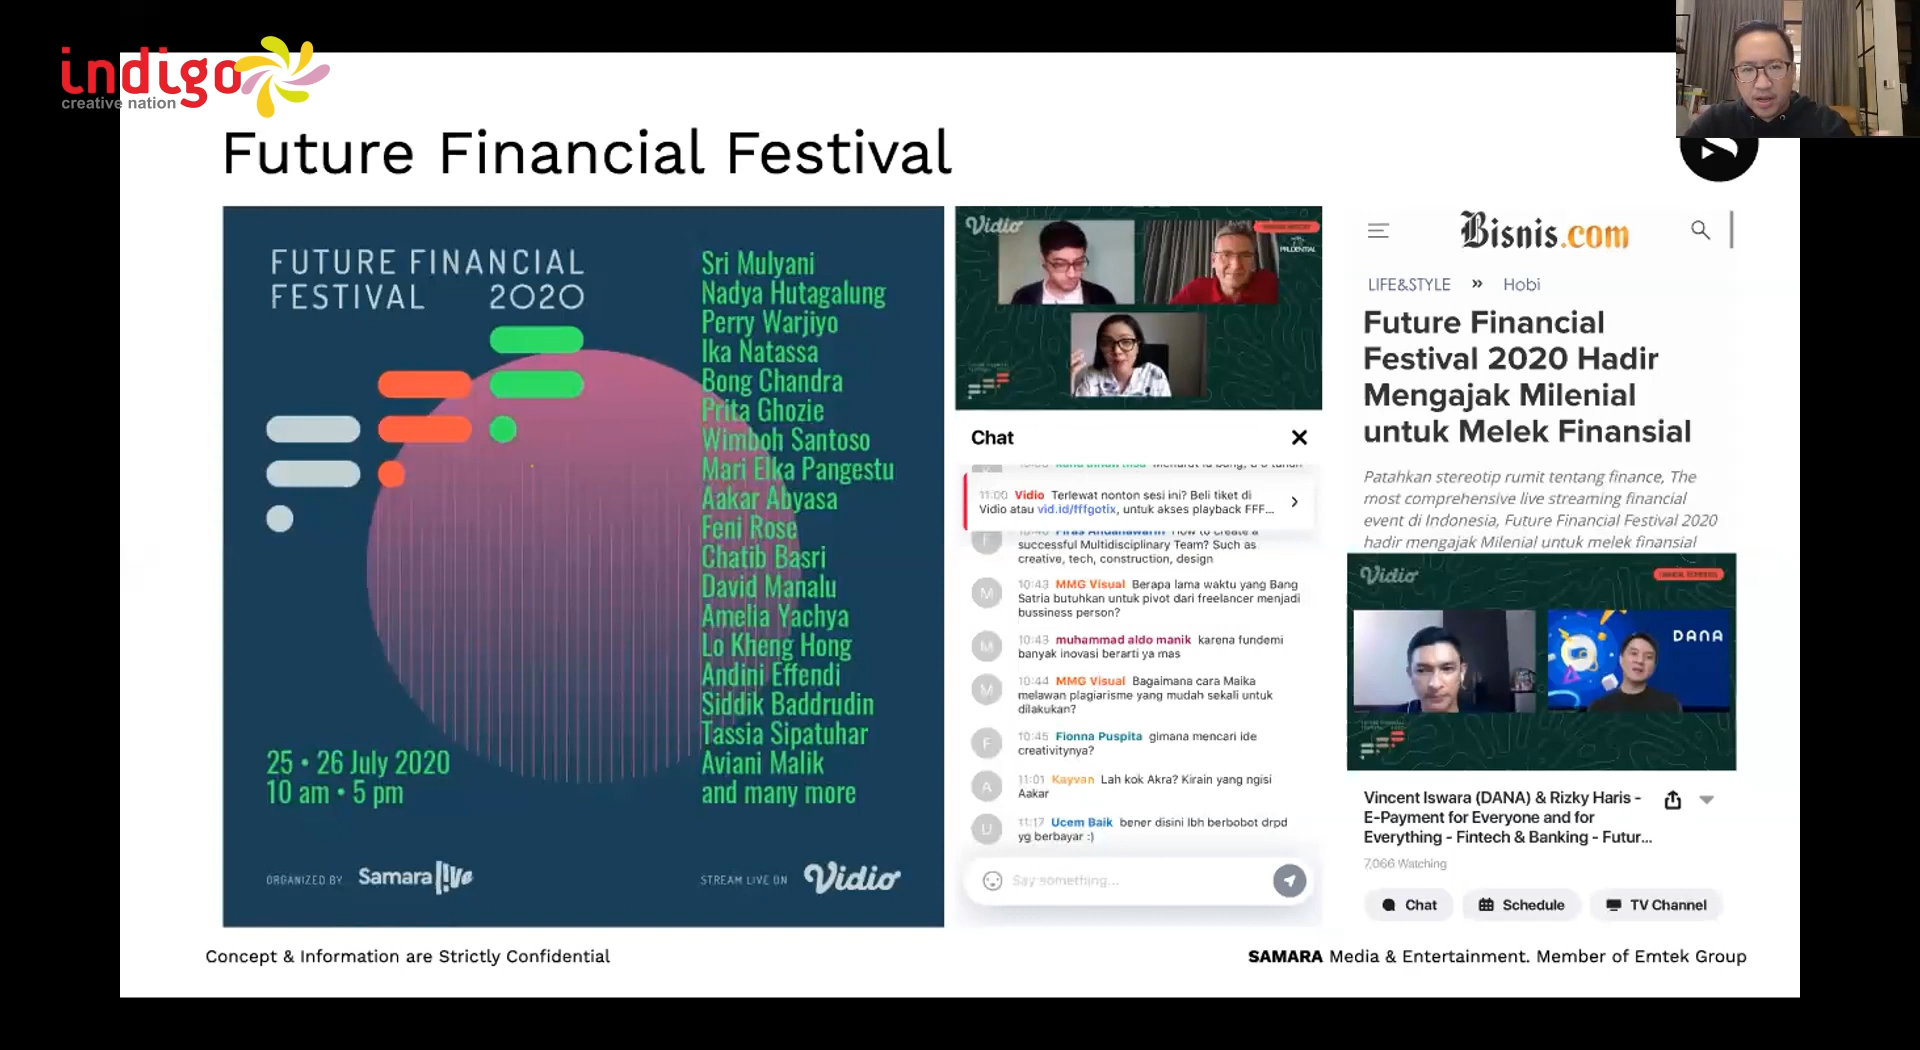 indigo
creative nation
Future Financial Festival
FUTURE FINANCIAL
FESTIVAL 2020
Sri Mulyani
Nadya Hutagalung
Perry Warjiyo
Ika Natassa
Bong Chandra
Prita Ghozie
Wimboh Santoso
Mari Elka Pangestu
Aakar Abyasa
Feni Rose
Chatib Basri
David Manalu
Amelia Yachya
Lo Kheng Hong
Andini Effendi
Siddik Baddrudin
Tassia Sipatuhar
Aviani Malik
and many more
25 • 26 July 2020
10 am • 5 pm
ORGANIZED BY Samara live
STREAM LIVE ON Vidio
Vidio
PRUDENTIAL
Chat
11:00 Vidio Terlewat nonton sesi ini? Beli tiket di
Vidio atau vid.id/fffgotix, untuk akses playback FFF...
successful Multidisciplinary Team? Such as
creative, tech, construction, design
M
10:43 MMG Visual Berapa lama waktu yang Bang
Satria butuhkan untuk pivot dari freelancer menjadi
bussiness person?
M
10:43 muhammad aldo manik karena fundemi
banyak inovasi berarti ya mas
M
10:44 MMG Visual Bagaimana cara Maika
melawan plagiarisme yang mudah sekali untuk
dilakukan?
F
10:45 Fionna Puspita gimana mencari ide
creativitynya?
A
11:01 Kayvan Lah kok Akra? Kirain yang ngisi
Aakar
U
11:17 Ucem Baik bener disini lbh berbobot drpd
yg berbayar :)
Say something...
Bisnis.com
LIFE&STYLE » Hobi
Future Financial
Festival 2020 Hadir
Mengajak Milenial
untuk Melek Finansial
Patahkan stereotip rumit tentang finance, The
most comprehensive live streaming financial
event di Indonesia, Future Financial Festival 2020
hadir mengajak Milenial untuk melek finansial
Vidio
DANA
Vincent Iswara (DANA) & Rizky Haris -
E-Payment for Everyone and for
Everything - Fintech & Banking - Futur...
7,066 Watching
Chat
Schedule
TV Channel
Concept & Information are Strictly Confidential
SAMARA Media & Entertainment. Member of Emtek Group